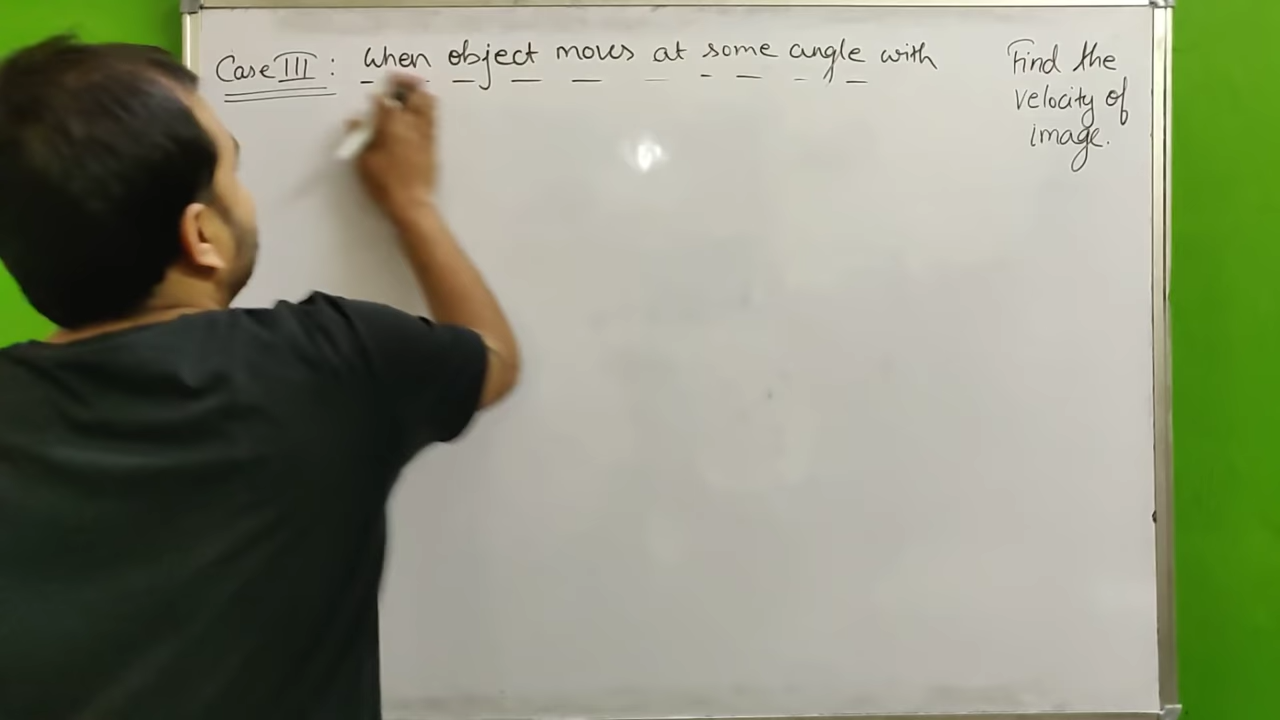 Case III : When object moves at some angle with
Find the
velocity of
image.